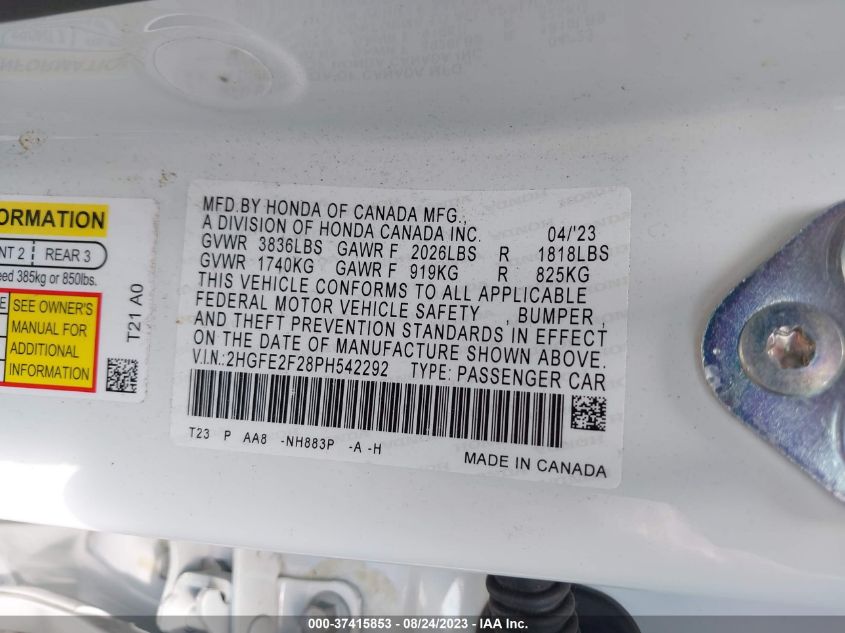 MFD.BY HONDA OF CANADA MFG.,
A DIVISION OF HONDA CANADA INC. 04/'23
GVWR 3836LBS GAWR F 2026LBS R 1818LBS
GVWR 1740KG GAWR F 919KG R 825KG
THIS VEHICLE CONFORMS TO ALL APPLICABLE
FEDERAL MOTOR VEHICLE SAFETY , BUMPER ,
AND THEFT PREVENTION STANDARDS IN EFFECT
ON THE DATE OF MANUFACTURE SHOWN ABOVE.
V.I.N.:2HGFE2F28PH542292 TYPE: PASSENGER CAR
T23 P AA8 -NH883P -A -H
MADE IN CANADA
ORMATION
NT 2 REAR 3
eed 385kg or 850lbs.
SEE OWNER'S
MANUAL FOR
ADDITIONAL
INFORMATION
T21 A0
000-37415853 - 08/24/2023 - IAA Inc.